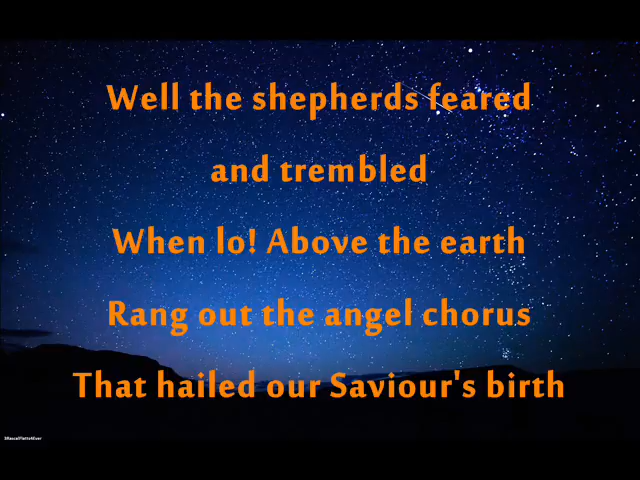 Well the shepherds feared
and trembled
When lo! Above the earth
Rang out the angel chorus
That hailed our Saviour's birth